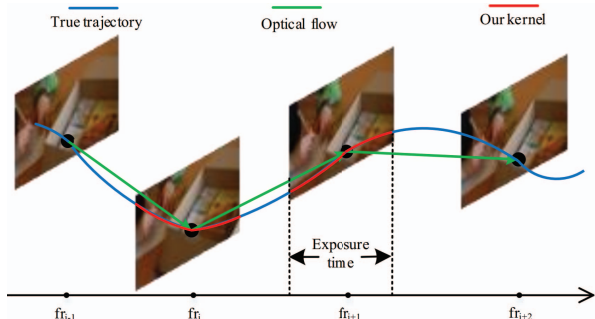 True trajectory
Optical flow
Our kernel
Exposure
time
fr_{i-1}
fr_i
fr_{i+1}
fr_{i+2}